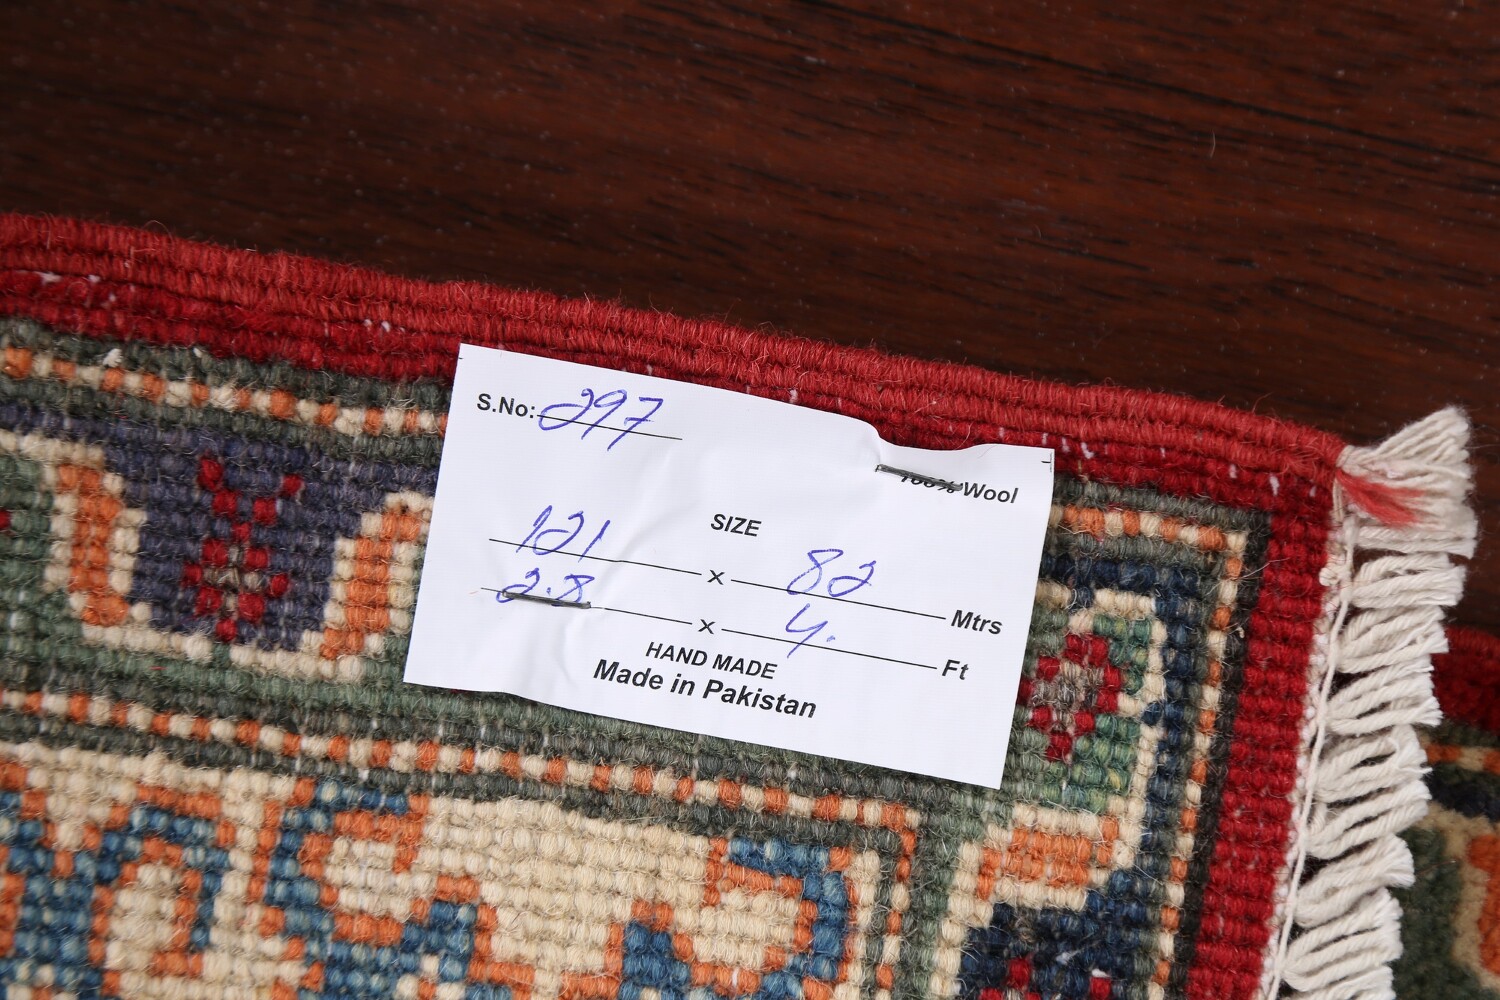 S.No: 297
100% Wool
SIZE
121 x 82 Mtrs
2.8 x 4. Ft
HAND MADE
Made in Pakistan